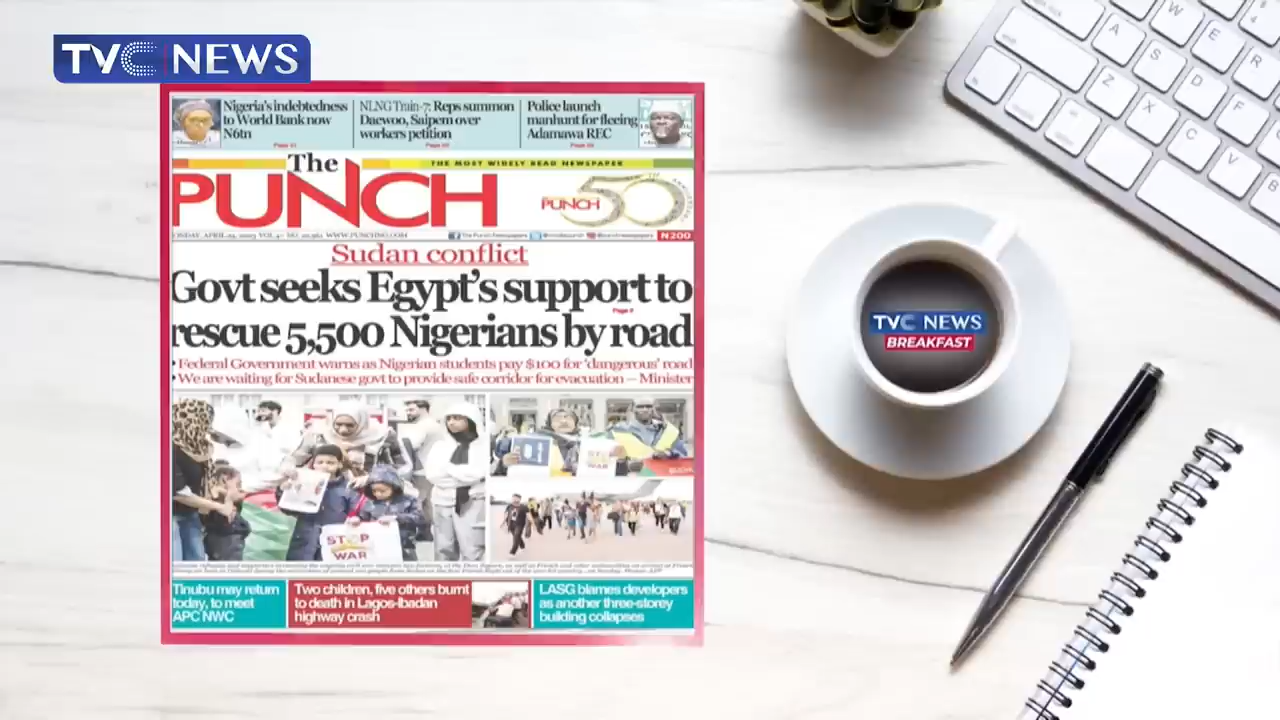 TVC NEWS
Nigeria's indebtedness
to World Bank now
N6tn
NLNG Train-7: Reps summon
Daewoo, Saipem over
workers petition
Police launch
manhunt for fleeing
Adamawa REC
THE MOST WIDELY READ NEWSPAPER
The
PUNCH
PUNCH 50
WWW.PUNCHNG.COM
N200
Sudan conflict
Govt seeks Egypt's support to
rescue 5,500 Nigerians by road
• Federal Government warns as Nigerian students pay $100 for 'dangerous' road
• We are waiting for Sudanese govt to provide safe corridor for evacuation – Minister
STOP
WAR
Tinubu may return
today, to meet
APC NWC
Two children, five others burnt
to death in Lagos-Ibadan
highway crash
LASG blames developers
as another three-storey
building collapses
TVC NEWS
BREAKFAST
W
E
R
A
S
D
F
Z
X
C
V
B